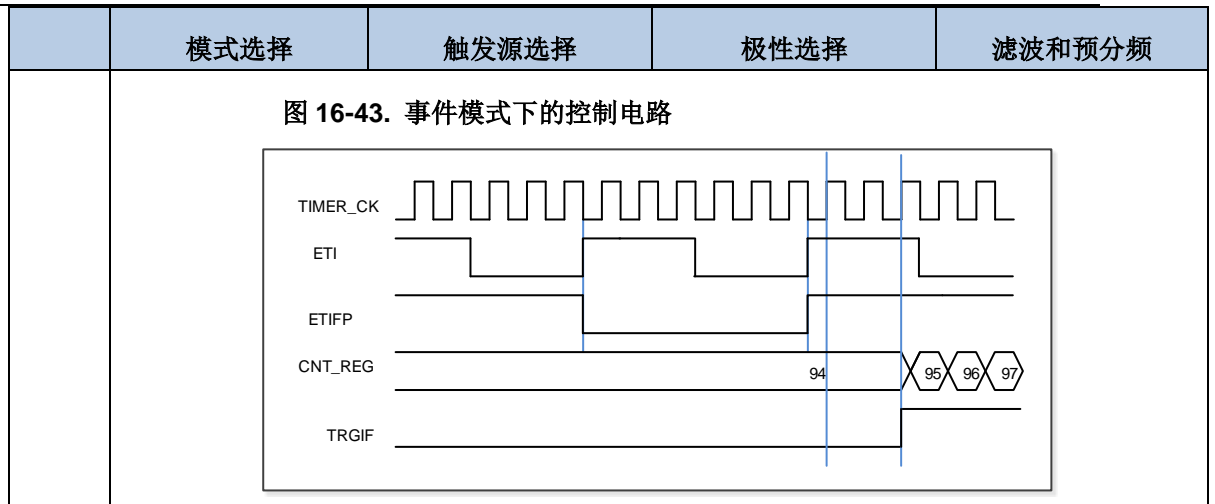 模式选择 触发源选择 极性选择 滤波和预分频
图 16-43. 事件模式下的控制电路
TIMER_CK
ETI
ETIFP
CNT_REG 94 95 96 97
TRGIF